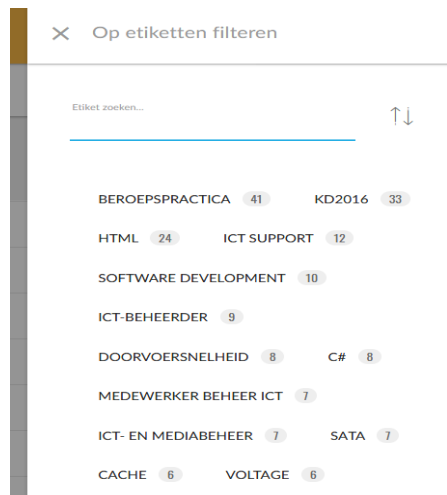 Op etiketten filteren
Etiket zoeken...
BEROEPSPRACTICA 41 KD2016 33
HTML 24 ICT SUPPORT 12
SOFTWARE DEVELOPMENT 10
ICT-BEHEERDER 9
DOORVOERSNELHEID 8 C# 8
MEDEWERKER BEHEER ICT 7
ICT- EN MEDIABEHEER 7 SATA 7
CACHE 6 VOLTAGE 6